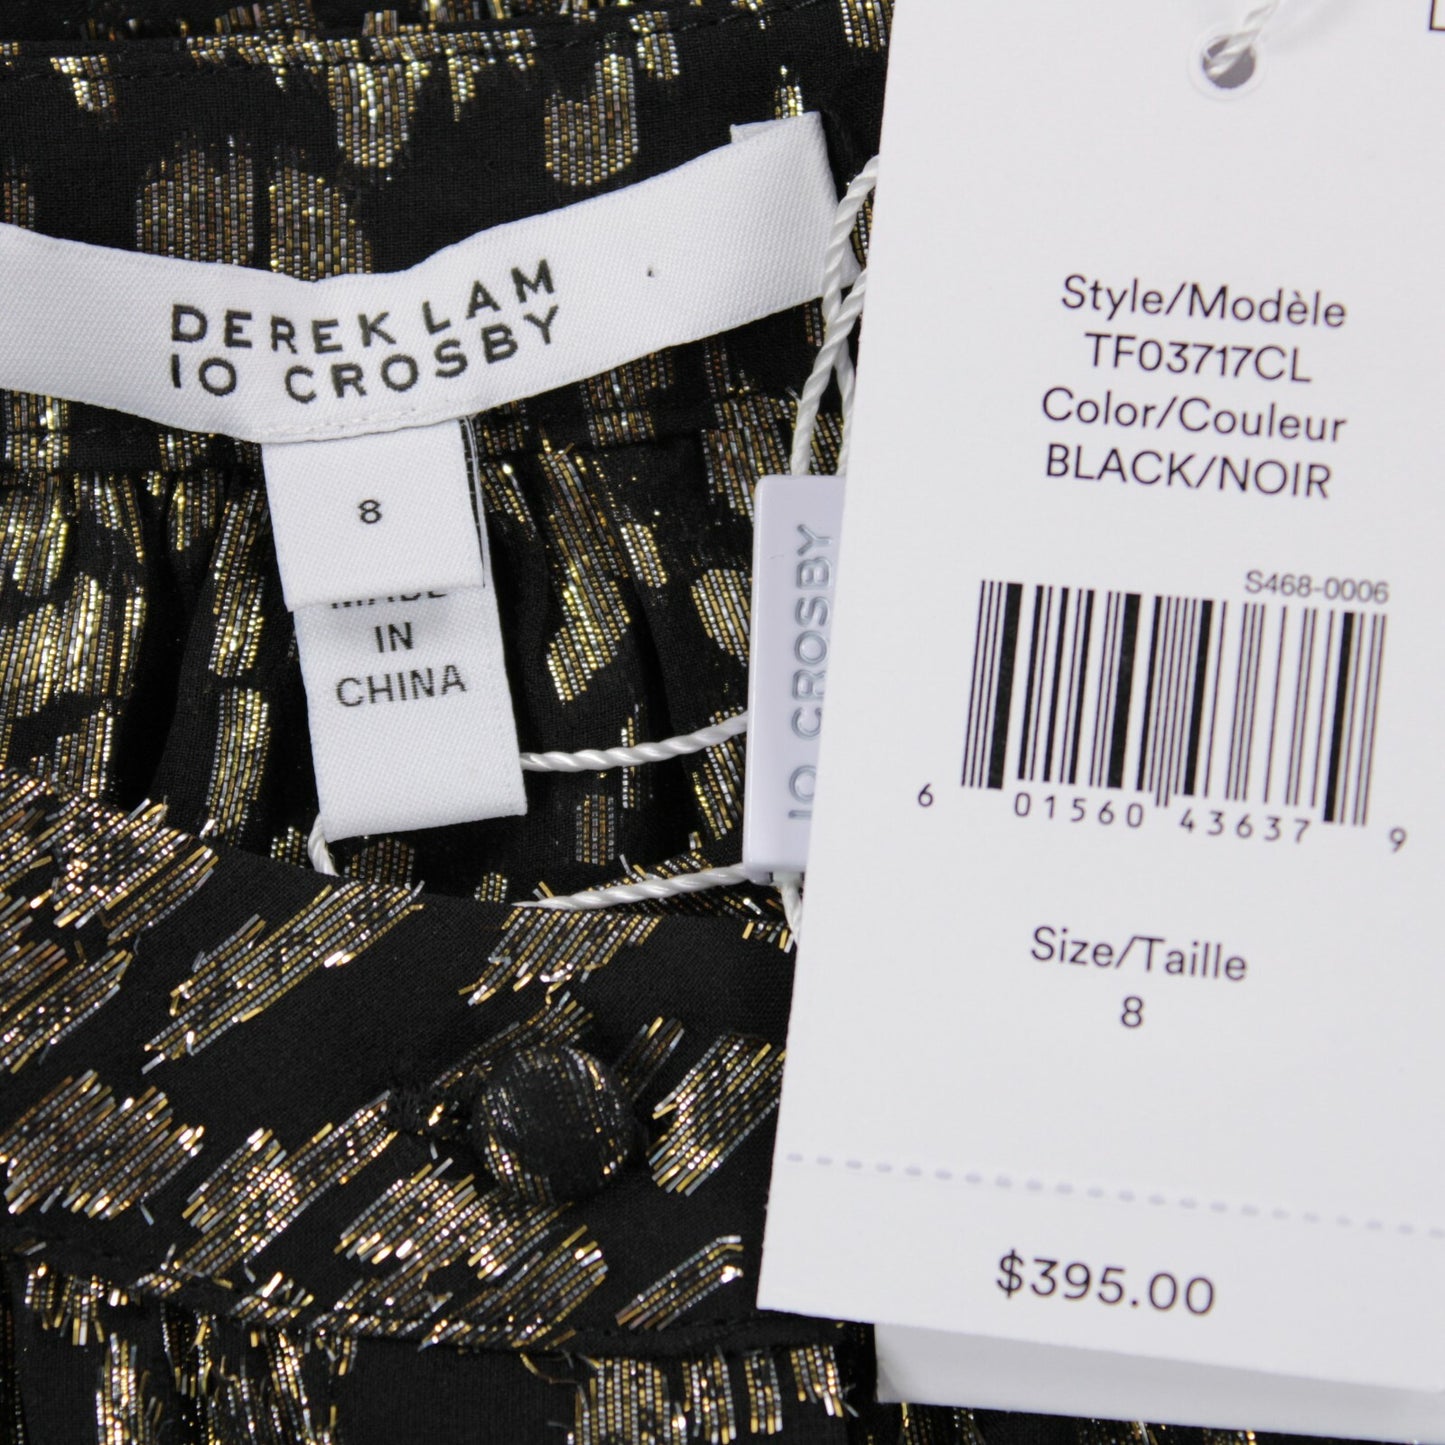 DEREK LAM
10 CROSBY
8
MADE
IN
CHINA
10 CROSBY
Style/Modèle
TF03717CL
Color/Couleur
BLACK/NOIR
S468-0006
6 01560 43637 9
Size/Taille
8
$395.00